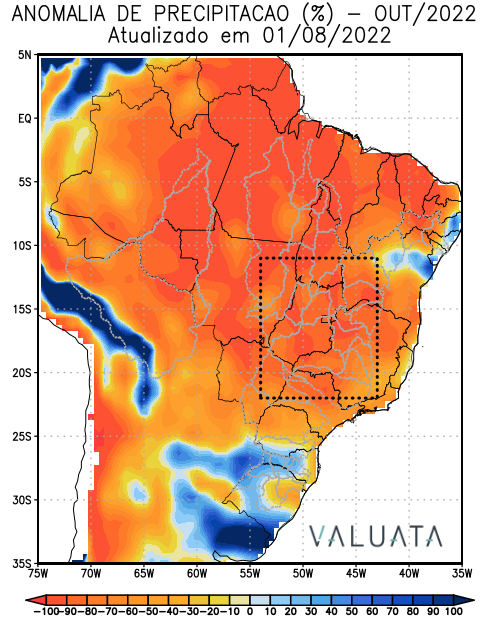 ANOMALIA DE PRECIPITACAO (%) – OUT/2022
Atualizado em 01/08/2022
5N
EQ
5S
10S
15S
20S
25S
30S
35S
VALUATA
75W 70W 65W 60W 55W 50W 45W 40W 35W
-100 -90 -80 -70 -60 -50 -40 -30 -20 -10 0 10 20 30 40 50 60 70 80 90 100